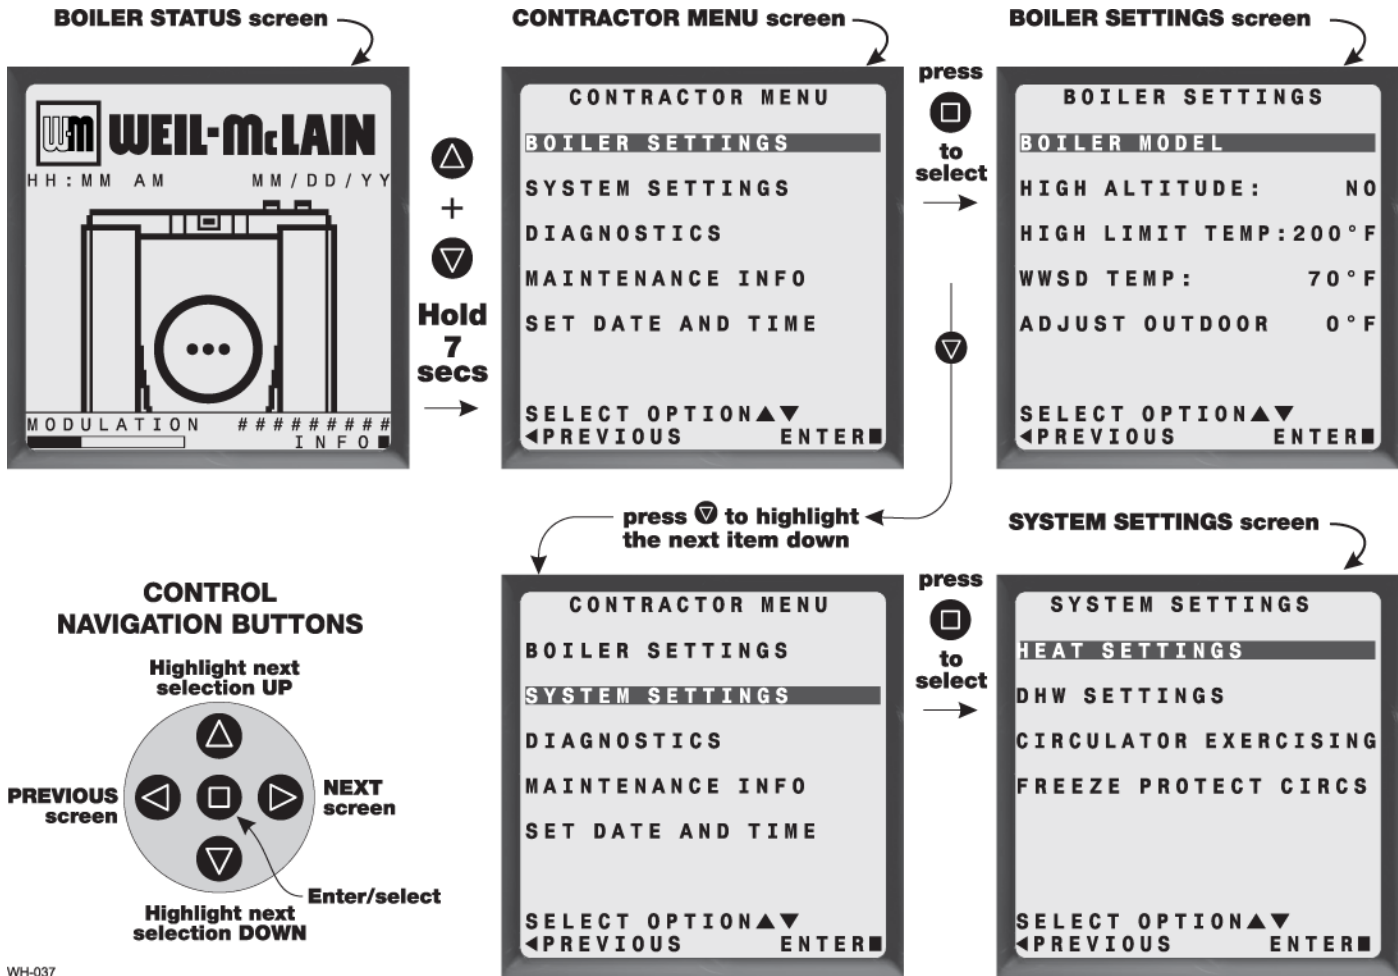 BOILER STATUS screen
WM WEIL-McLAIN
HH:MM AM MM/DD/YY
MODULATION #########
INFO■
+
Hold
7
secs
CONTRACTOR MENU screen
CONTRACTOR MENU
BOILER SETTINGS
SYSTEM SETTINGS
DIAGNOSTICS
MAINTENANCE INFO
SET DATE AND TIME
SELECT OPTION▲▼
◀PREVIOUS ENTER■
press
to
select
BOILER SETTINGS screen
BOILER SETTINGS
BOILER MODEL
HIGH ALTITUDE: NO
HIGH LIMIT TEMP:200°F
WWSD TEMP: 70°F
ADJUST OUTDOOR 0°F
SELECT OPTION▲▼
◀PREVIOUS ENTER■
press ▽ to highlight
the next item down
CONTROL
NAVIGATION BUTTONS
Highlight next
selection UP
PREVIOUS
screen
NEXT
screen
Enter/select
Highlight next
selection DOWN
CONTRACTOR MENU
BOILER SETTINGS
SYSTEM SETTINGS
DIAGNOSTICS
MAINTENANCE INFO
SET DATE AND TIME
SELECT OPTION▲▼
◀PREVIOUS ENTER■
press
to
select
SYSTEM SETTINGS screen
SYSTEM SETTINGS
HEAT SETTINGS
DHW SETTINGS
CIRCULATOR EXERCISING
FREEZE PROTECT CIRCS
SELECT OPTION▲▼
◀PREVIOUS ENTER■
WH-037